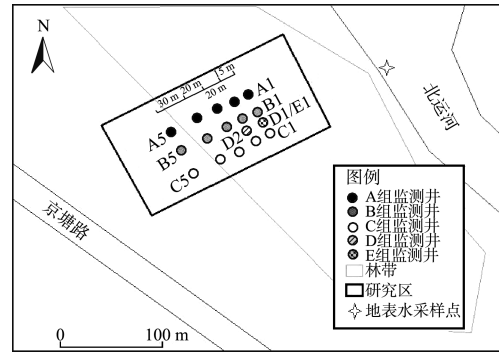 N
30 m
20 m
5 m
20 m
A1
B1
D1/E1
C1
D2
A5
B5
C5
北运河
京塘路
0
100 m
图例
A组监测井
B组监测井
C组监测井
D组监测井
E组监测井
林带
研究区
地表水采样点